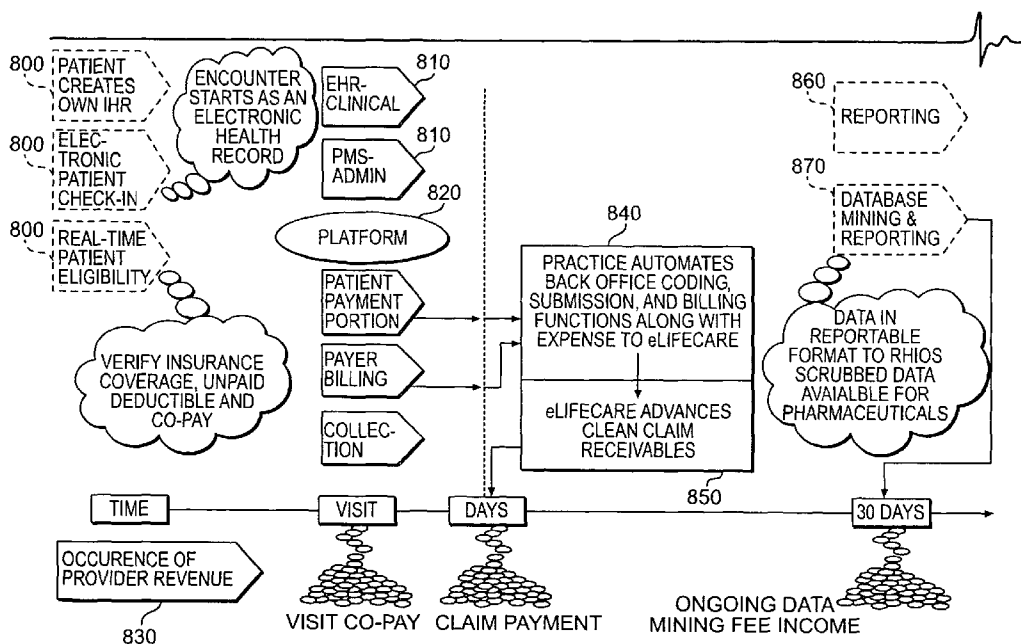 800
PATIENT
CREATES
OWN IHR
800
ELEC-
TRONIC
PATIENT
CHECK-IN
800
REAL-TIME
PATIENT
ELIGIBILITY
ENCOUNTER
STARTS AS AN
ELECTRONIC
HEALTH
RECORD
VERIFY INSURANCE
COVERAGE, UNPAID
DEDUCTIBLE AND
CO-PAY
810
EHR-
CLINICAL
810
PMS-
ADMIN
820
PLATFORM
PATIENT
PAYMENT
PORTION
PAYER
BILLING
COLLEC-
TION
840
PRACTICE AUTOMATES
BACK OFFICE CODING,
SUBMISSION, AND BILLING
FUNCTIONS ALONG WITH
EXPENSE TO eLIFECARE
eLIFECARE ADVANCES
CLEAN CLAIM
RECEIVABLES
850
860
REPORTING
870
DATABASE
MINING &
REPORTING
DATA IN
REPORTABLE
FORMAT TO RHIOS
SCRUBBED DATA
AVAIALBLE FOR
PHARMACEUTICALS
TIME
VISIT
DAYS
30 DAYS
OCCURENCE OF
PROVIDER REVENUE
830
VISIT CO-PAY
CLAIM PAYMENT
ONGOING DATA
MINING FEE INCOME